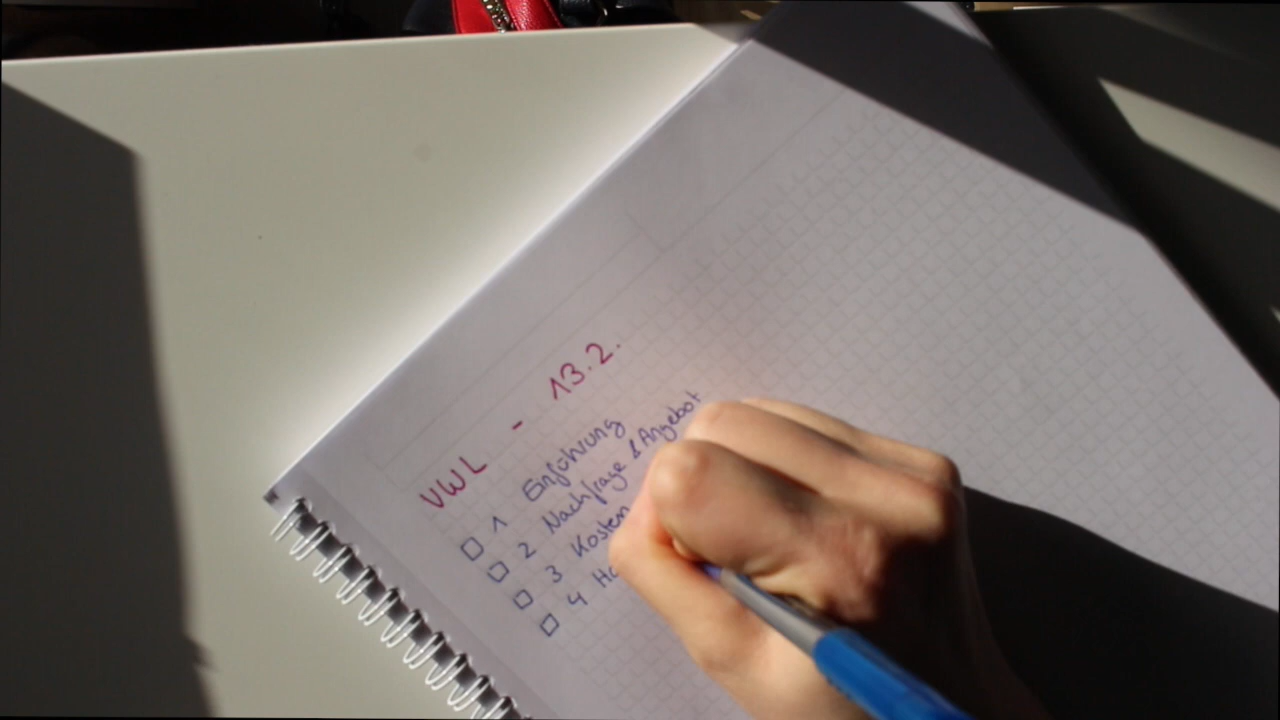 VWL - 13.2.
1 Einführung
2 Nachfrage & Angebot
3 Kosten
4